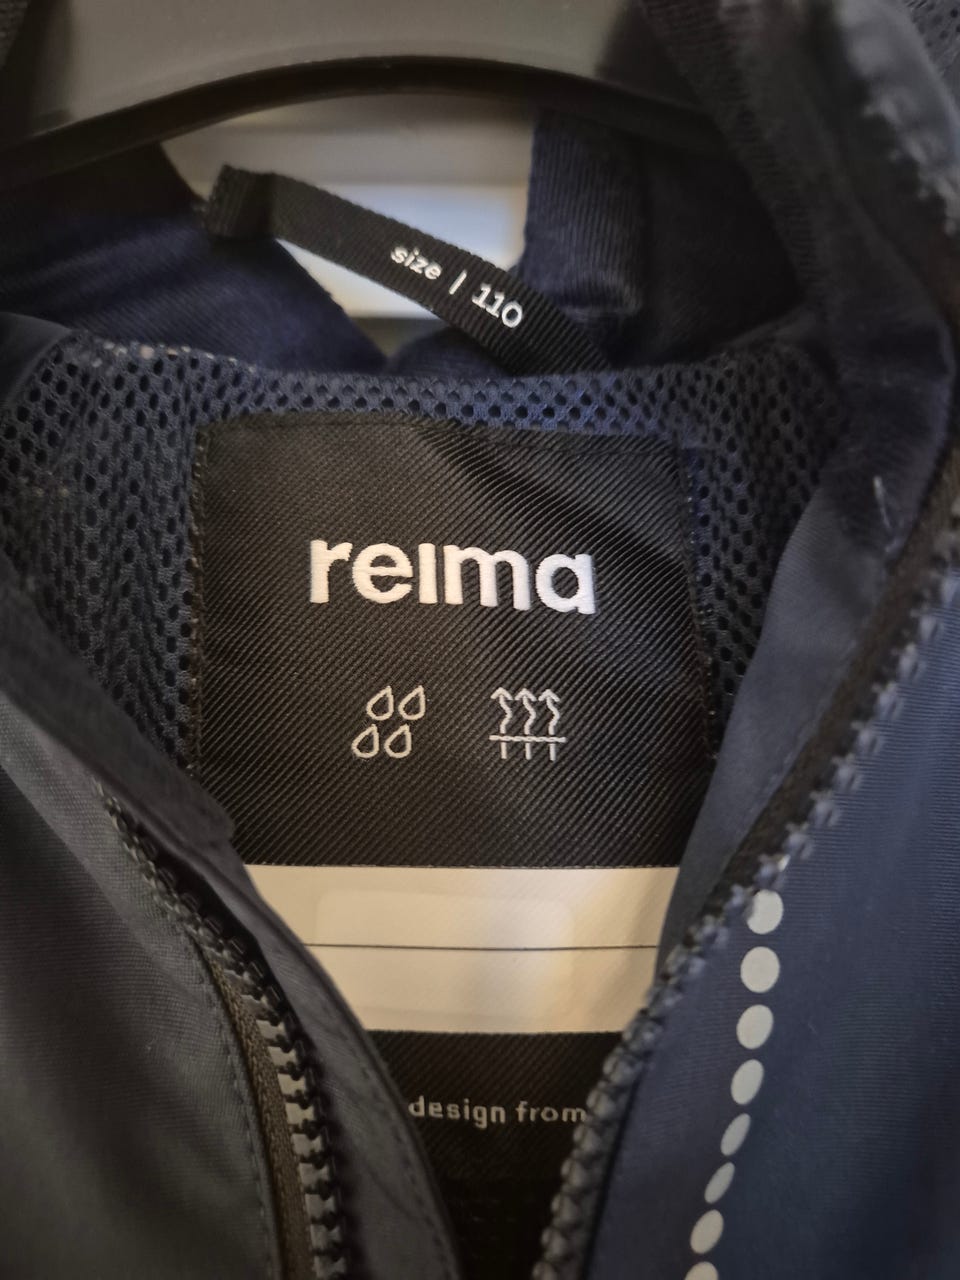 size | 110
reima
design from